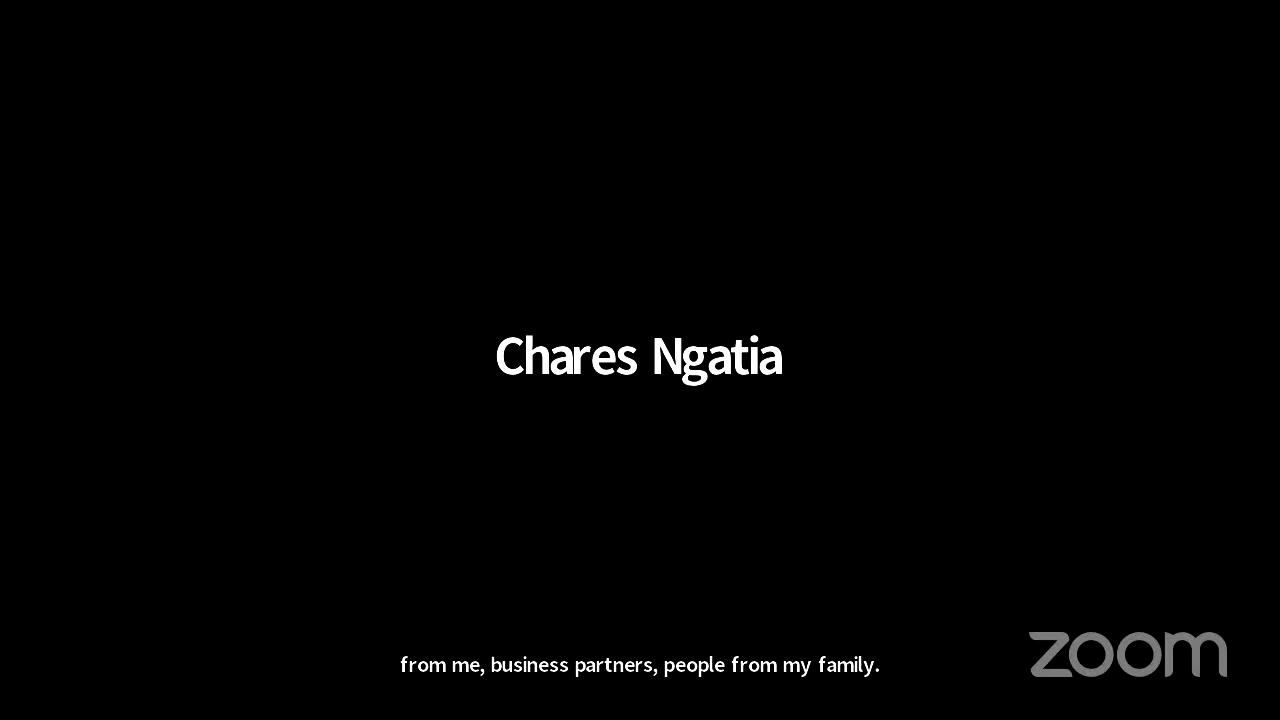 Chares Ngatia
from me, business partners, people from my family.
zoom